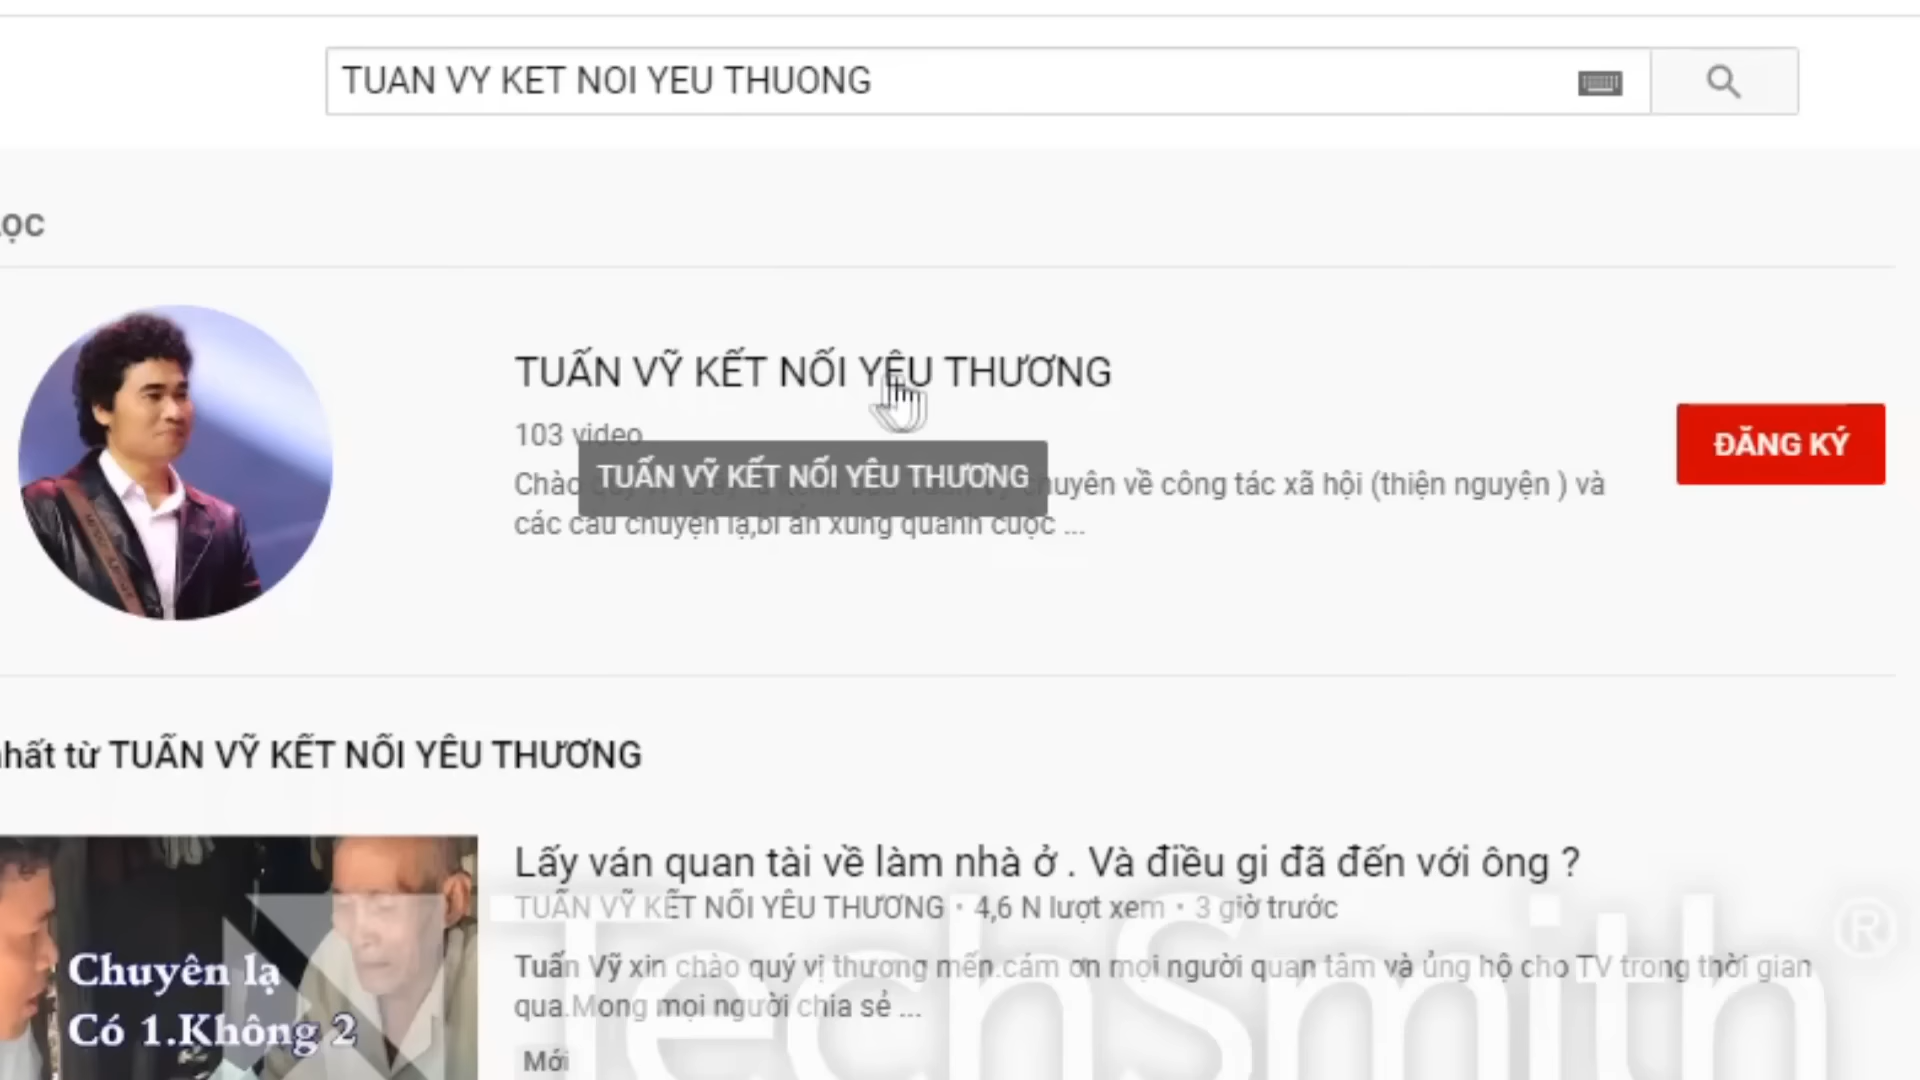 TUAN VY KET NOI YEU THUONG
ọc
TUẤN VỸ KẾT NỐI YÊU THƯƠNG
103 video
TUẤN VỸ KẾT NỐI YÊU THƯƠNG
Chào chuyên về công tác xã hội (thiện nguyện ) và
các câu chuyện lạ,bí ẩn xung quanh cuộc ...
ĐĂNG KÝ
nhất từ TUẤN VỸ KẾT NỐI YÊU THƯƠNG
Chuyện lạ
Có 1.Không 2
Lấy ván quan tài về làm nhà ở . Và điều gi đã đến với ông ?
TUẤN VỸ KẾT NỐI YÊU THƯƠNG • 4,6 N lượt xem • 3 giờ trước
Tuấn Vỹ xin chào quý vị thương mến.cám ơn mọi người quan tâm và ủng hộ cho TV trong thời gian
qua.Mong mọi người chia sẻ ...
Mới
TechSmith®